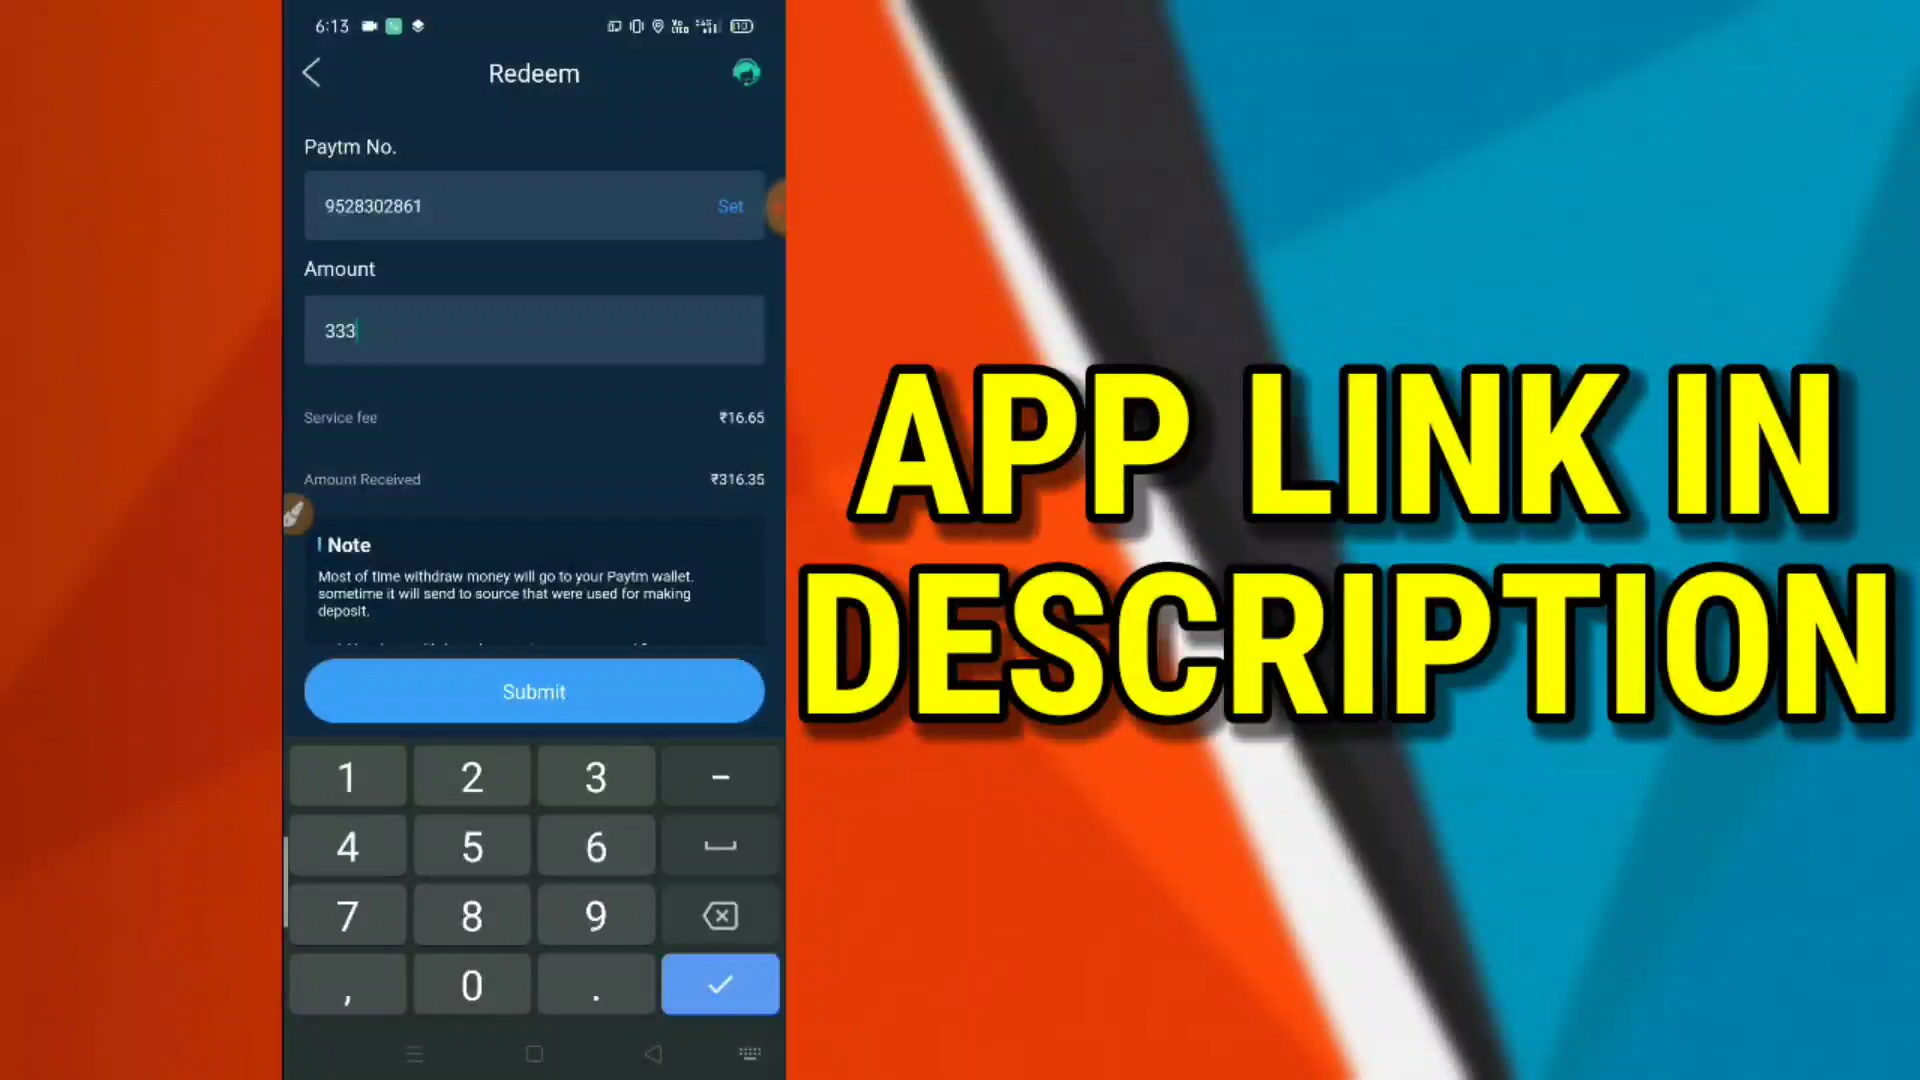 6:13
Redeem
Paytm No.
9528302861 Set
Amount
333
Service fee ₹16.65
Amount Received ₹316.35
Note
Most of time withdraw money will go to your Paytm wallet.
sometime it will send to source that were used for making
deposit.
Submit
1 2 3 -
4 5 6
7 8 9
, 0 .
APP LINK IN
DESCRIPTION